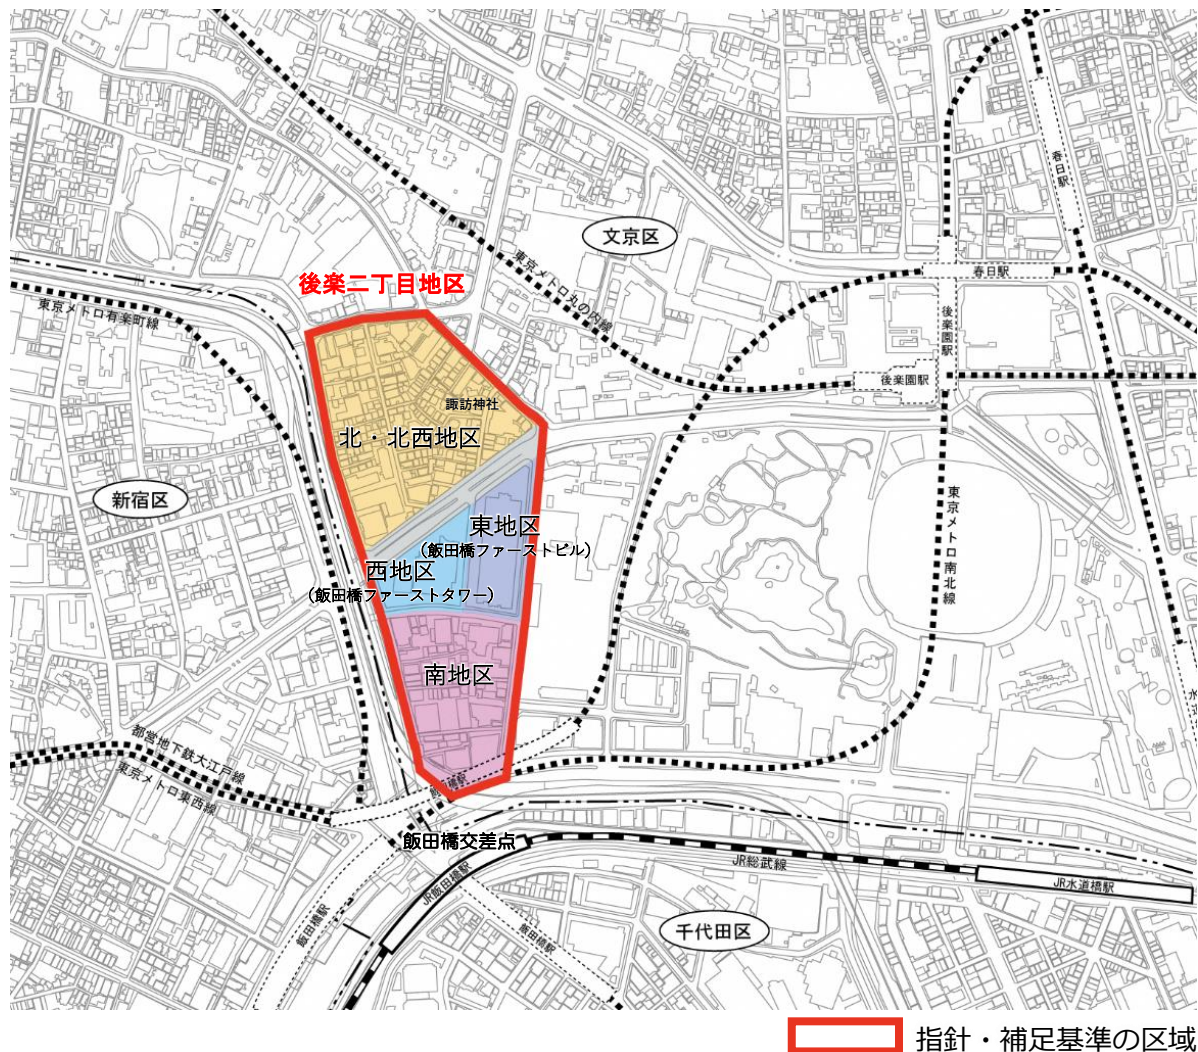 春日駅
文京区
東京メトロ丸の内線
春日駅
後楽二丁目地区
東京メトロ有楽町線
後楽園駅
後楽園駅
諏訪神社
北・北西地区
新宿区
東京メトロ南北線
東地区
(飯田橋ファーストビル)
西地区
(飯田橋ファーストタワー)
南地区
都営地下鉄大江戸線
東京メトロ東西線
飯田橋交差点
JR総武線
JR飯田橋駅
JR水道橋駅
飯田橋駅
飯田橋駅
千代田区
指針・補足基準の区域